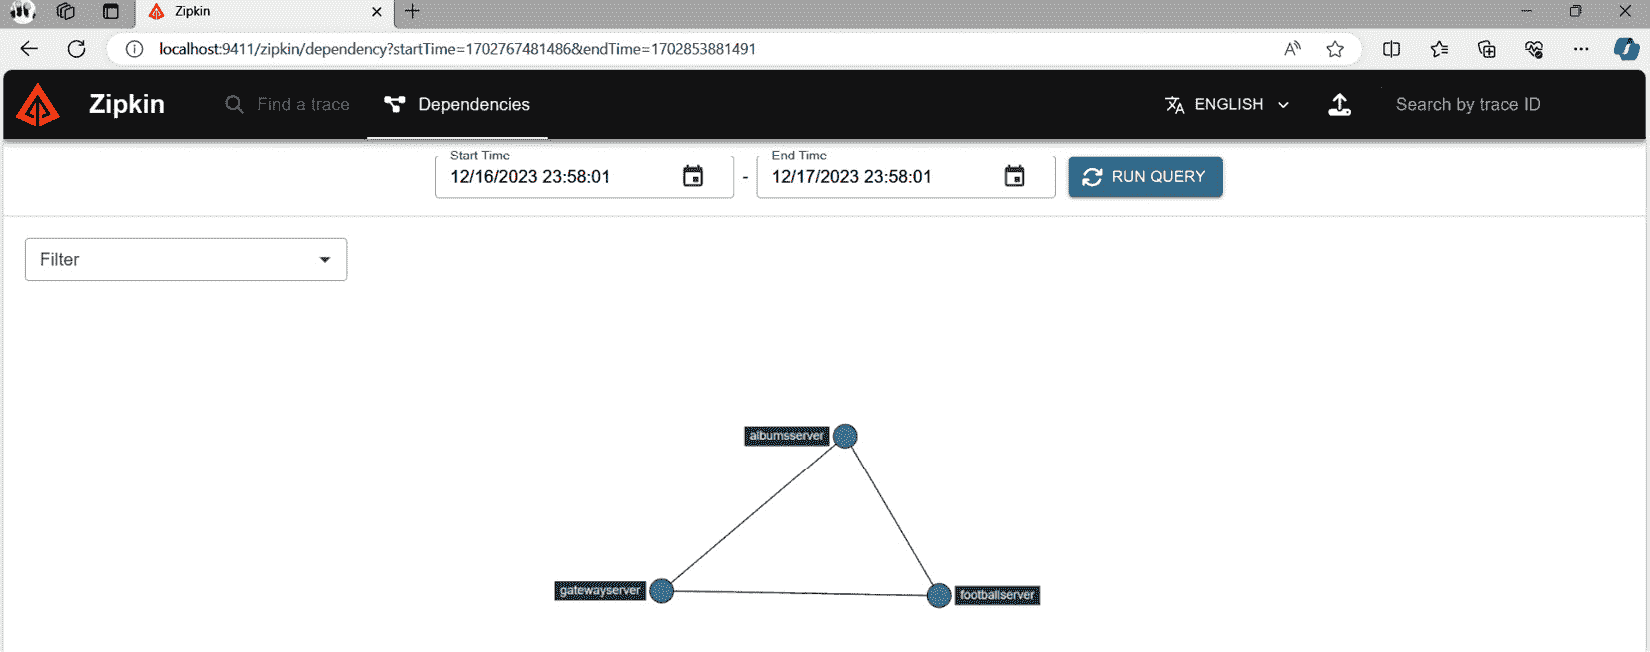 Zipkin
localhost:9411/zipkin/dependency?startTime=1702767481486&endTime=1702853881491
Zipkin Find a trace Dependencies ENGLISH Search by trace ID
Start Time End Time
12/16/2023 23:58:01 - 12/17/2023 23:58:01 RUN QUERY
Filter
albumsserver
gatewayserver footballserver